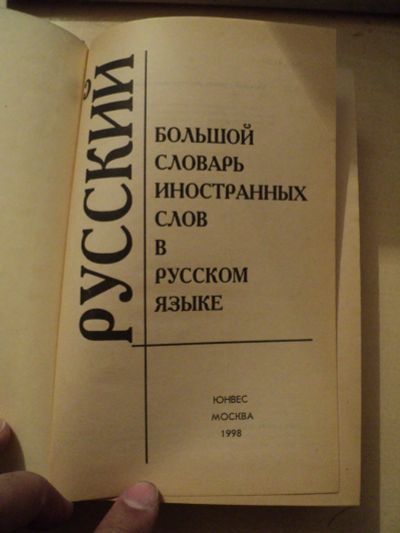 РУССКИЙ
БОЛЬШОЙ
СЛОВАРЬ
ИНОСТРАННЫХ
СЛОВ
В
РУССКОМ
ЯЗЫКЕ
ЮНВЕС
МОСКВА
1998